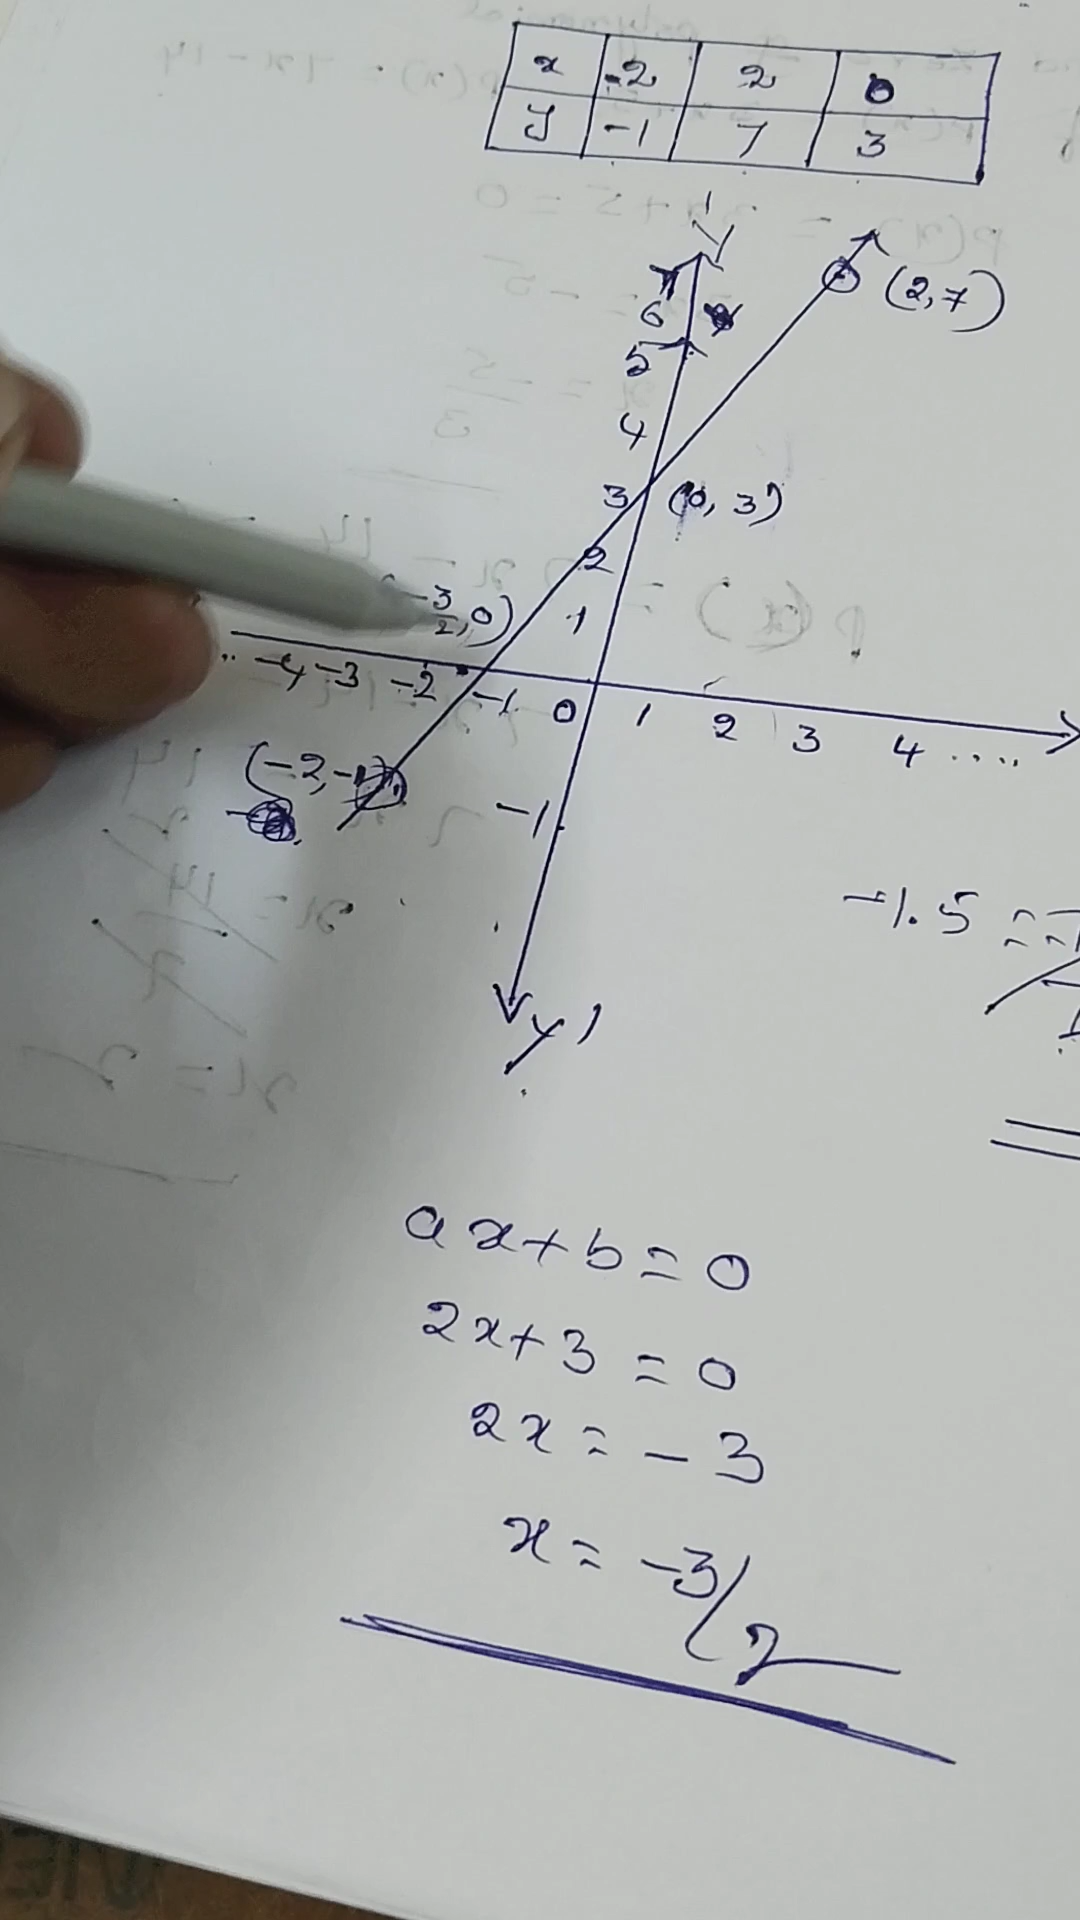 x -2 2 0
y -1 7 3
y
7
6
5
4
3
2
1
(2,7)
(0, 3)
-3/2, 0)
.. -4 -3 -2 -1 0 1 2 3 4 ....
(-2,-1)
-1
y'
-1.5 =
ax+b=0
2x+3=0
2x=-3
x=-3/2